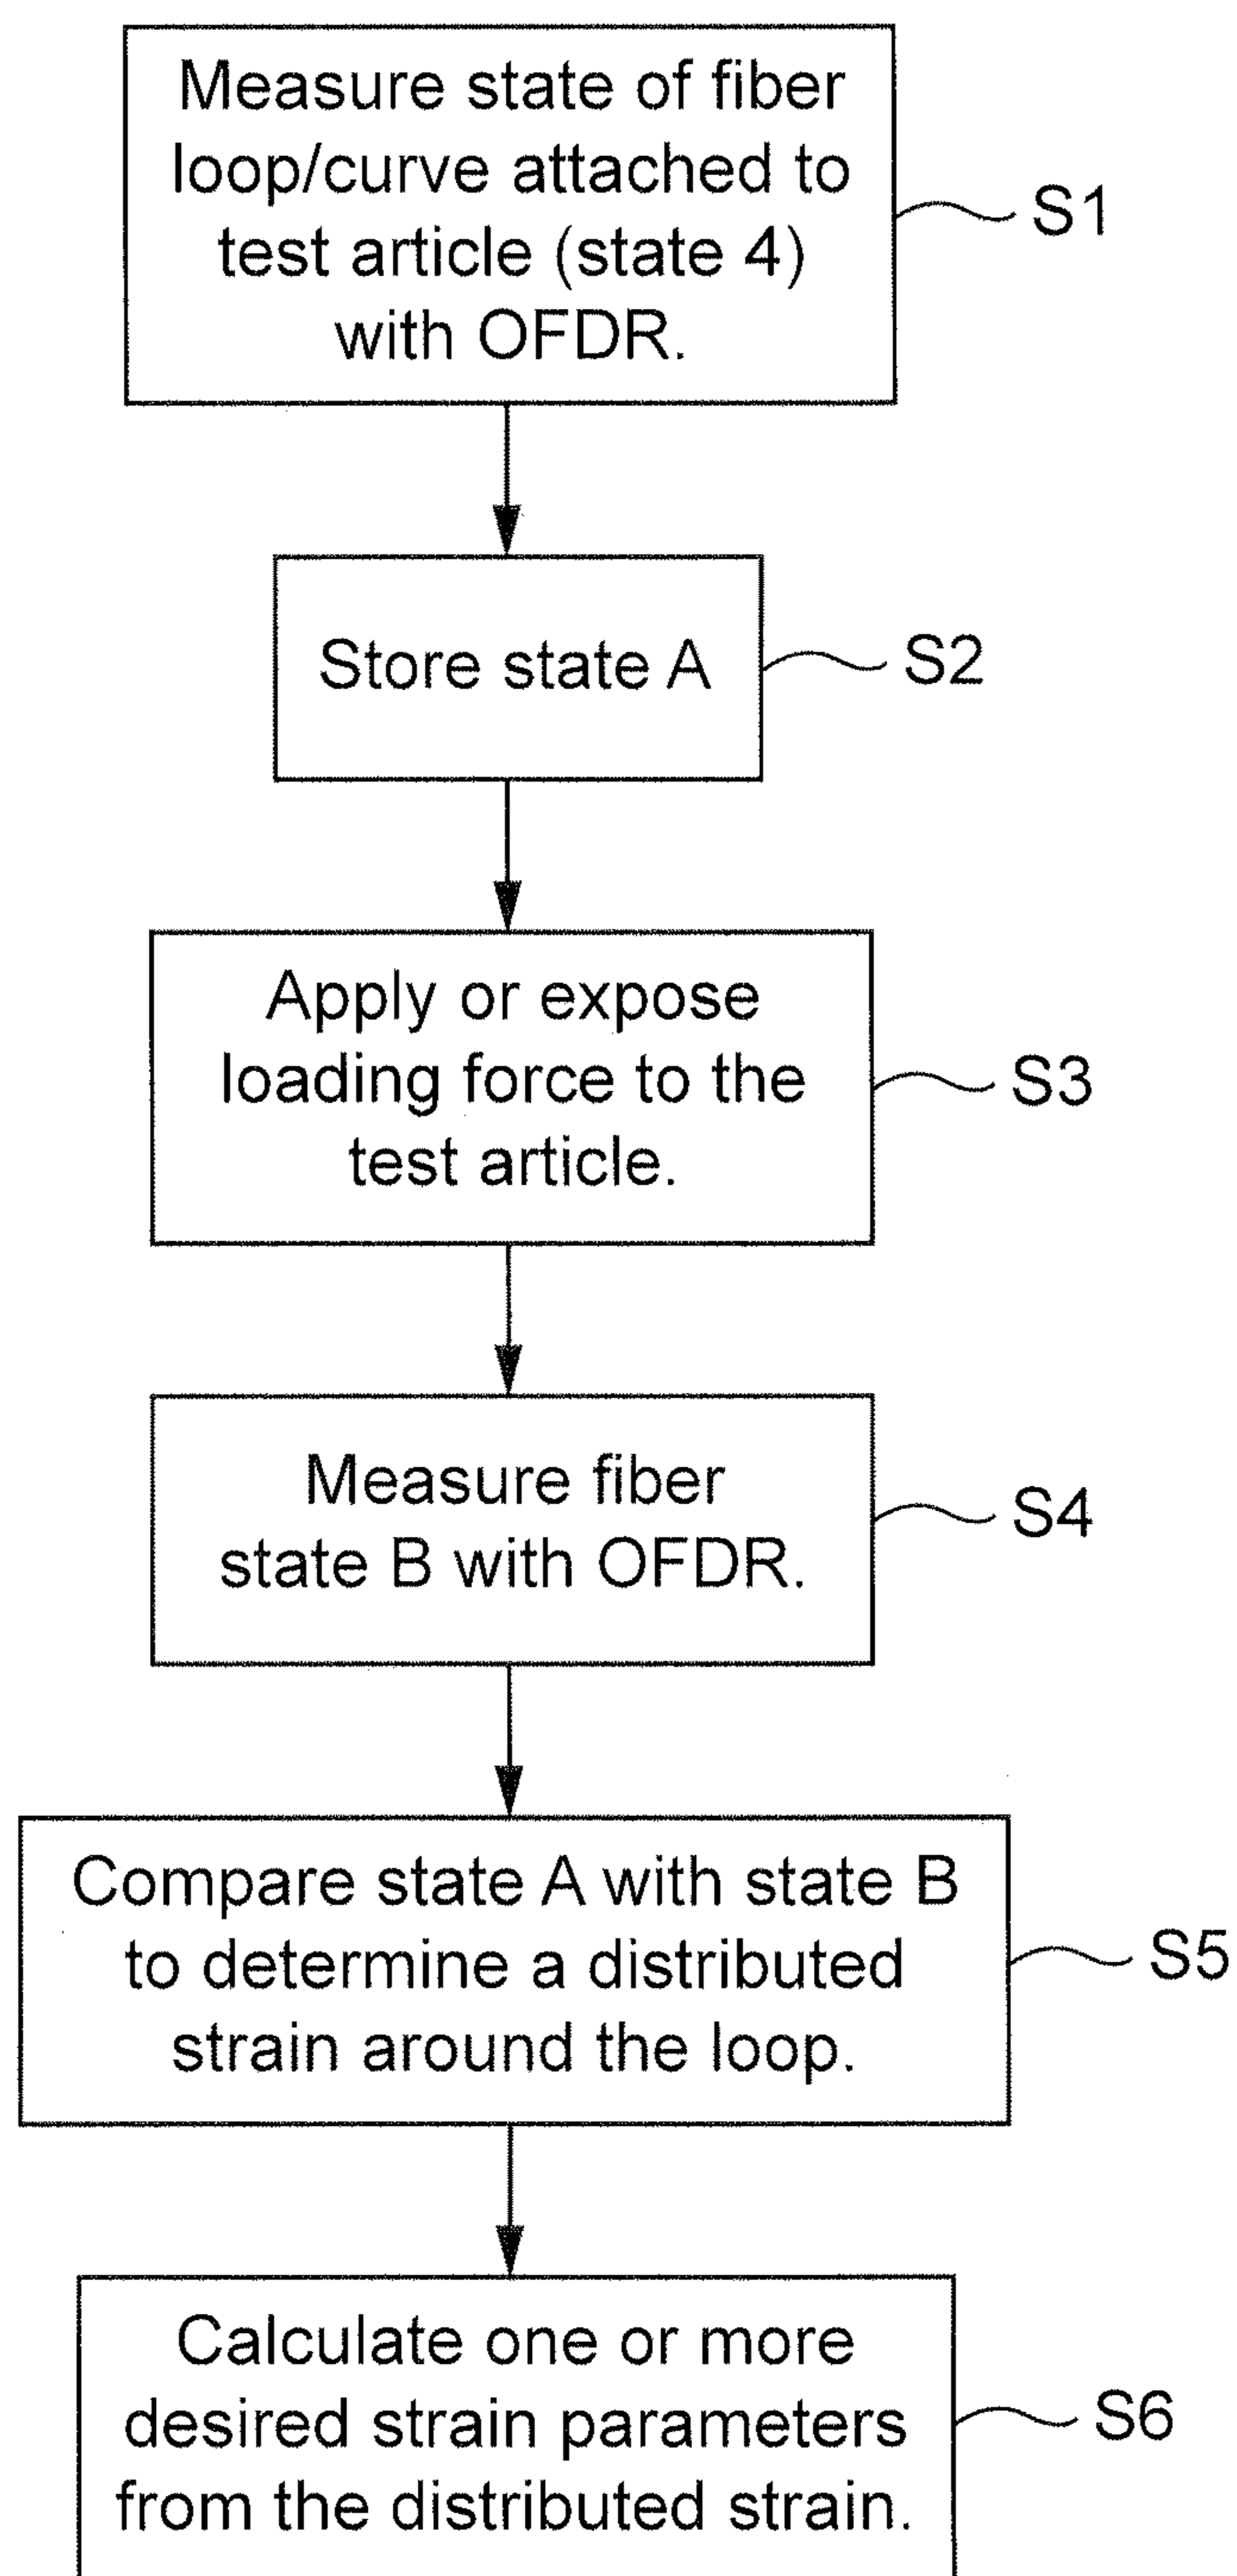 Measure state of fiber
loop/curve attached to
test article (state 4)
with OFDR.
S1
Store state A
S2
Apply or expose
loading force to the
test article.
S3
Measure fiber
state B with OFDR.
S4
Compare state A with state B
to determine a distributed
strain around the loop.
S5
Calculate one or more
desired strain parameters
from the distributed strain.
S6